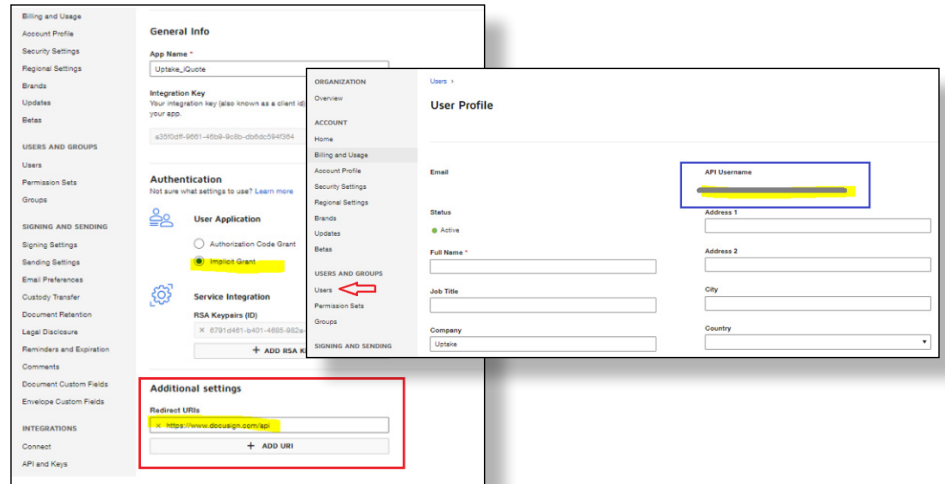 Billing and Usage
Account Profile
Security Settings
Regional Settings
Brands
Updates
Betas
USERS AND GROUPS
Users
Permission Sets
Groups
SIGNING AND SENDING
Signing Settings
Sending Settings
Email Preferences
Custody Transfer
Document Retention
Legal Disclosure
Reminders and Expiration
Comments
Document Custom Fields
Envelope Custom Fields
INTEGRATIONS
Connect
API and Keys
General Info
App Name *
Uptake_iQuote
Integration Key
Your integration key (also known as a client id)
your app.
Authentication
Not sure what settings to use? Learn more
User Application
Authorization Code Grant
Implicit Grant
Service Integration
RSA Keypairs (ID)
+ ADD RSA K
Additional settings
Redirect URIs
× https://www.docusign.com/api
+ ADD URI
ORGANIZATION
Overview
ACCOUNT
Home
Billing and Usage
Account Profile
Security Settings
Regional Settings
Brands
Updates
Betas
USERS AND GROUPS
Users
Permission Sets
Groups
SIGNING AND SENDING
Users ›
User Profile
Email
API Username
Status
Active
Address 1
Full Name *
Address 2
Job Title
City
Company
Uptake
Country